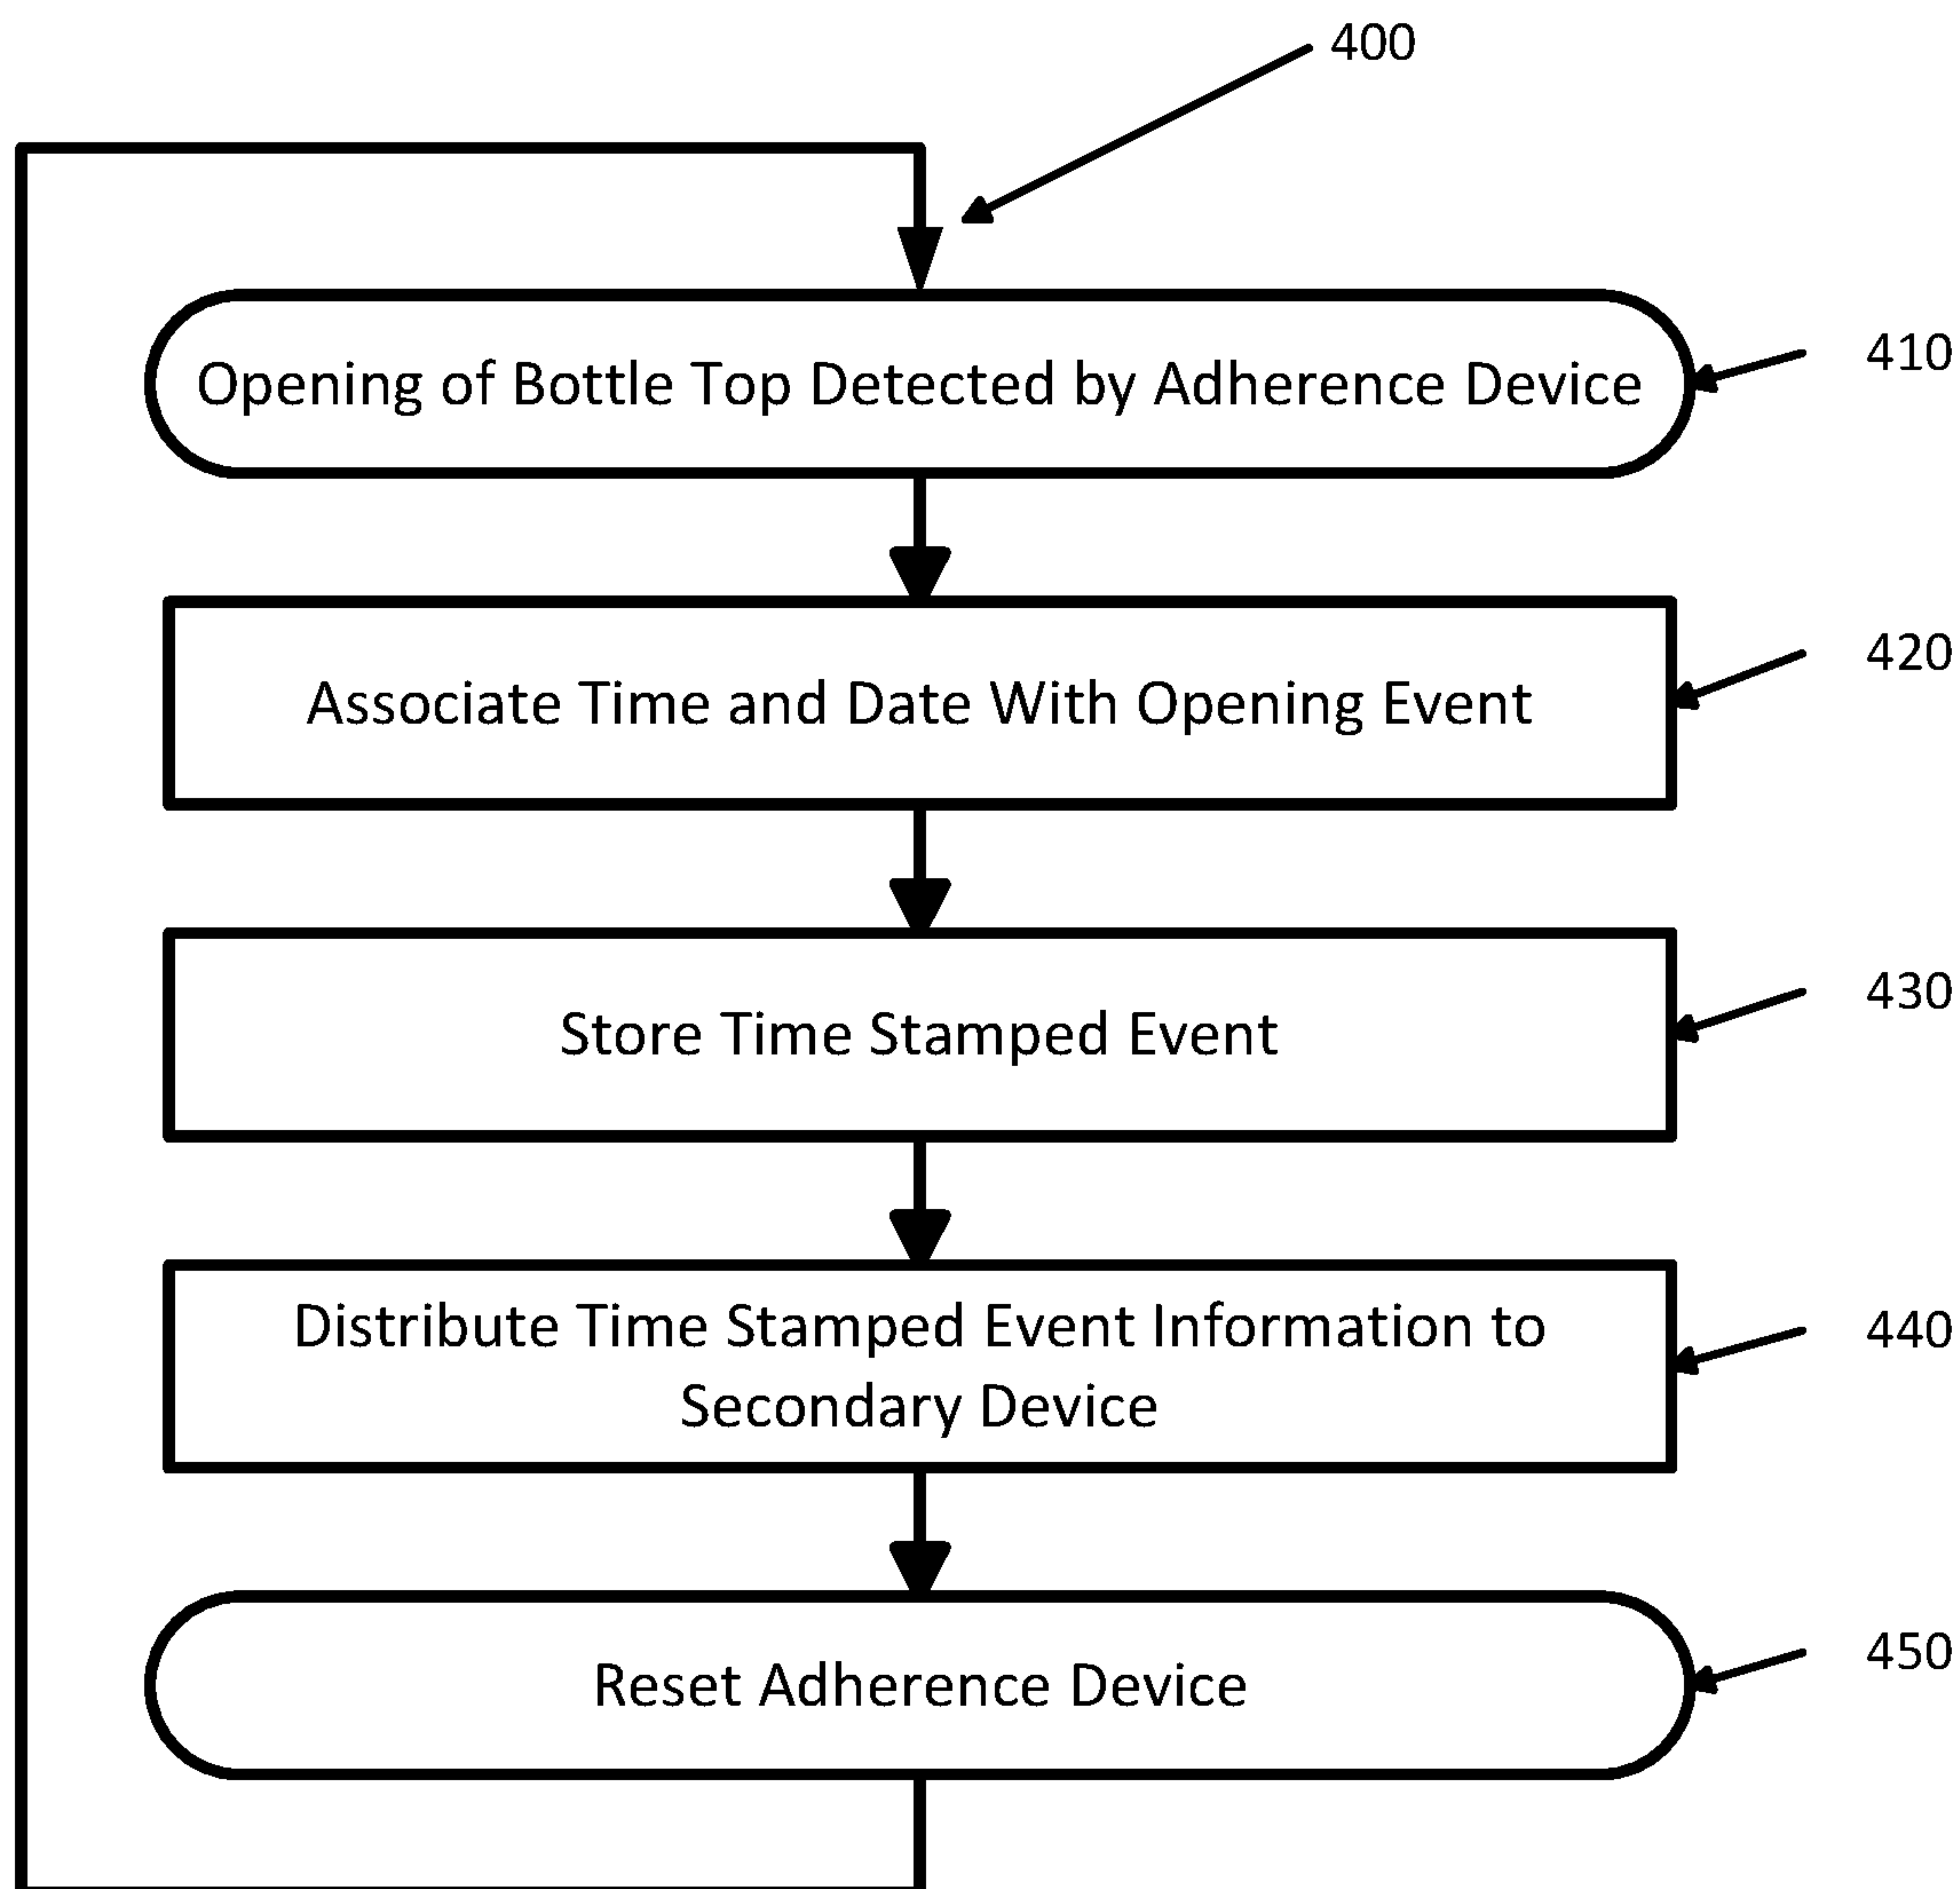 400
Opening of Bottle Top Detected by Adherence Device
410
Associate Time and Date With Opening Event
420
Store Time Stamped Event
430
Distribute Time Stamped Event Information to
Secondary Device
440
Reset Adherence Device
450